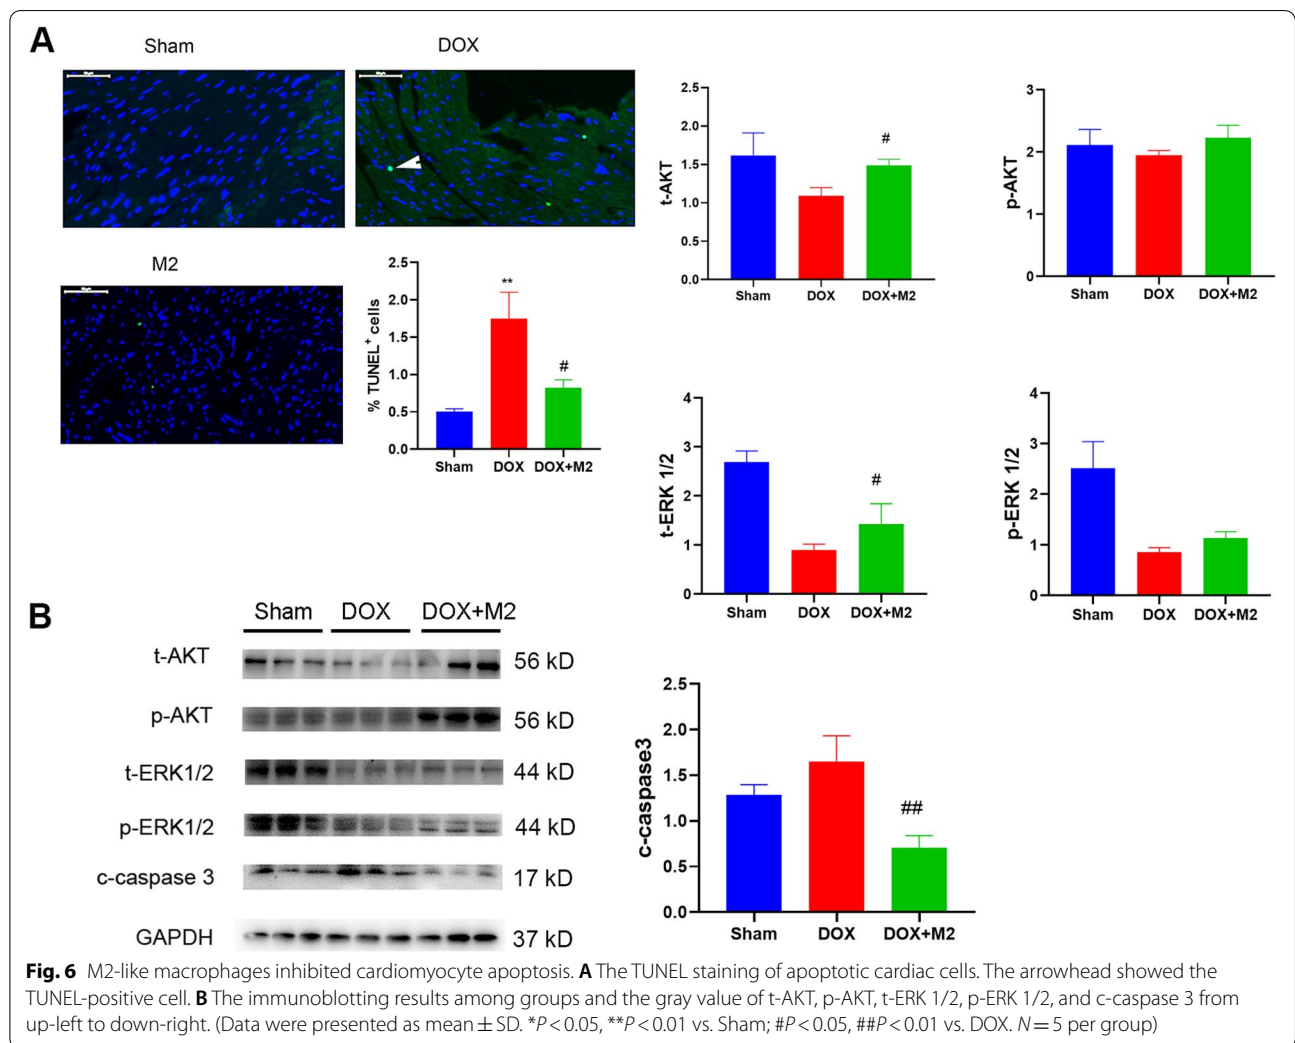 A
Sham
DOX
M2
2.5
2.0
1.5
1.0
0.5
0.0
% TUNEL+ cells
**
#
Sham
DOX
DOX+M2
2.5
2.0
1.5
1.0
0.5
0.0
t-AKT
#
Sham
DOX
DOX+M2
3
2
1
0
p-AKT
Sham
DOX
DOX+M2
4
3
2
1
0
t-ERK 1/2
#
Sham
DOX
DOX+M2
4
3
2
1
0
p-ERK 1/2
Sham
DOX
DOX+M2
B
Sham DOX DOX+M2
t-AKT 56 kD
p-AKT 56 kD
t-ERK1/2 44 kD
p-ERK1/2 44 kD
c-caspase 3 17 kD
GAPDH 37 kD
2.5
2.0
1.5
1.0
0.5
0.0
c-caspase3
##
Sham
DOX
DOX+M2
Fig. 6 M2-like macrophages inhibited cardiomyocyte apoptosis. A The TUNEL staining of apoptotic cardiac cells. The arrowhead showed the
TUNEL-positive cell. B The immunoblotting results among groups and the gray value of t-AKT, p-AKT, t-ERK 1/2, p-ERK 1/2, and c-caspase 3 from
up-left to down-right. (Data were presented as mean ± SD. *P < 0.05, **P < 0.01 vs. Sham; #P < 0.05, ##P < 0.01 vs. DOX. N = 5 per group)